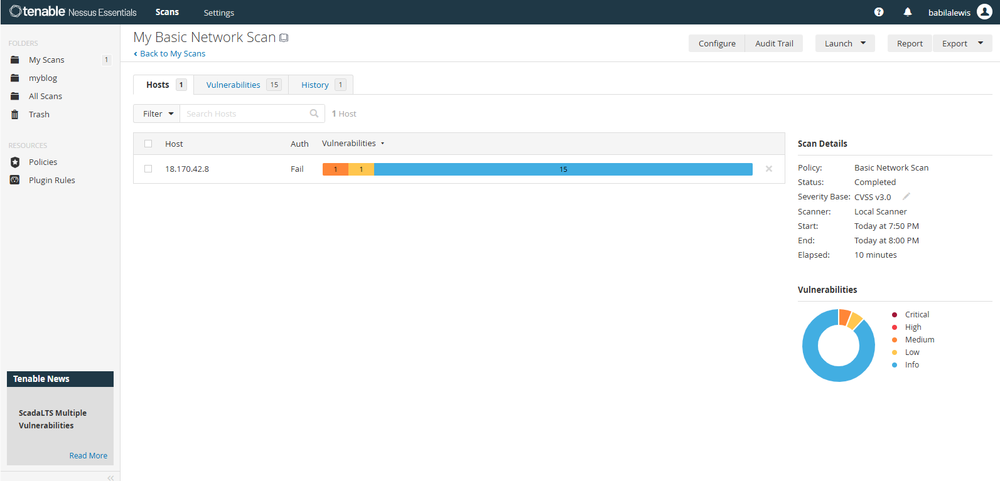 tenable Nessus Essentials Scans Settings babilalewis
FOLDERS
My Scans 1
myblog
All Scans
Trash
RESOURCES
Policies
Plugin Rules
Tenable News
ScadaLTS Multiple
Vulnerabilities
Read More
My Basic Network Scan
Back to My Scans
Configure Audit Trail Launch Report Export
Hosts 1 Vulnerabilities 15 History 1
Filter Search Hosts 1 Host
Host Auth Vulnerabilities
18.170.42.8 Fail 1 1 15
Scan Details
Policy: Basic Network Scan
Status: Completed
Severity Base: CVSS v3.0
Scanner: Local Scanner
Start: Today at 7:50 PM
End: Today at 8:00 PM
Elapsed: 10 minutes
Vulnerabilities
Critical
High
Medium
Low
Info